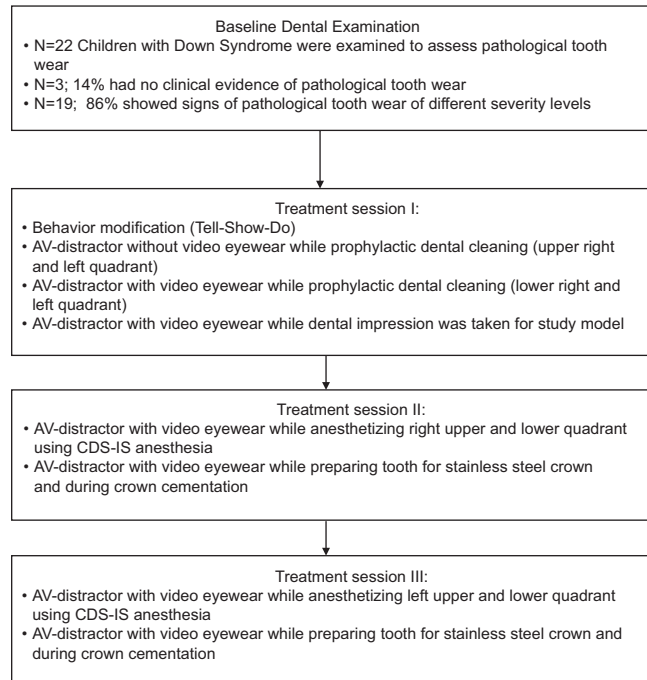 Baseline Dental Examination
• N=22 Children with Down Syndrome were examined to assess pathological tooth
wear
• N=3; 14% had no clinical evidence of pathological tooth wear
• N=19;  86% showed signs of pathological tooth wear of different severity levels
Treatment session I:
• Behavior modification (Tell-Show-Do)
• AV-distractor without video eyewear while prophylactic dental cleaning (upper right
and left quadrant)
• AV-distractor with video eyewear while prophylactic dental cleaning (lower right and
left quadrant)
• AV-distractor with video eyewear while dental impression was taken for study model
Treatment session II:
• AV-distractor with video eyewear while anesthetizing right upper and lower quadrant
using CDS-IS anesthesia
• AV-distractor with video eyewear while preparing tooth for stainless steel crown
and during crown cementation
Treatment session III:
• AV-distractor with video eyewear while anesthetizing left upper and lower quadrant
using CDS-IS anesthesia
• AV-distractor with video eyewear while preparing tooth for stainless steel crown and
during crown cementation